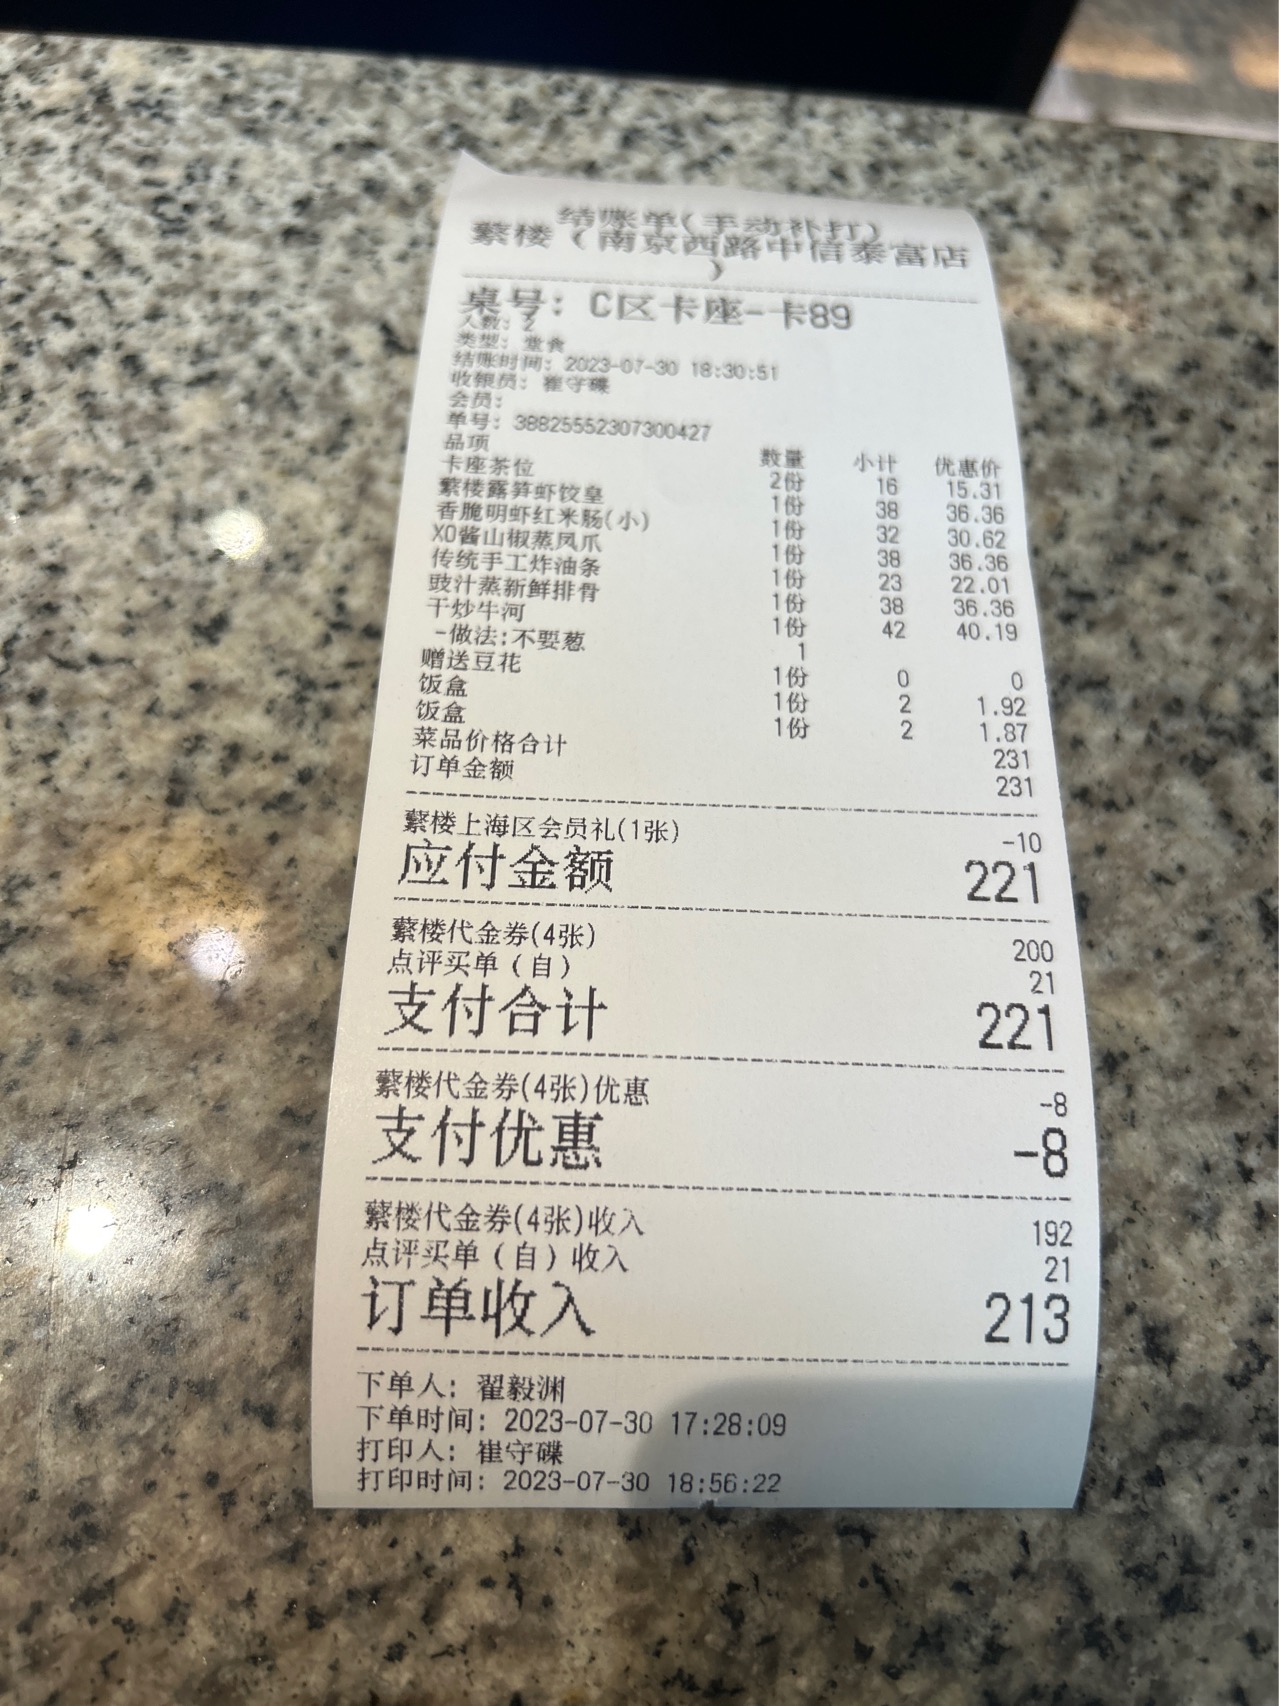 结账单(手动补打)
蘩楼（南京西路中信泰富店
）
桌号: C区卡座-卡89
人数: 2
类型: 堂食
结账时间: 2023-07-30 18:30:51
收银员: 崔守碟
会员:
单号: 388255552307300427
品项 数量 小计 优惠价
卡座茶位 2份 16 15.31
蘩楼露笋虾饺皇 1份 38 36.36
香脆明虾红米肠(小) 1份 32 30.62
XO酱山椒蒸凤爪 1份 38 36.36
传统手工炸油条 1份 23 22.01
豉汁蒸新鲜排骨 1份 38 36.36
干炒牛河 1份 42 40.19
-做法:不要葱 1
赠送豆花 1份 0 0
饭盒 1份 2 1.92
饭盒 1份 2 1.87
菜品价格合计 231
订单金额 231
蘩楼上海区会员礼(1张) -10
应付金额 221
蘩楼代金券(4张) 200
点评买单（自） 21
支付合计 221
蘩楼代金券(4张)优惠 -8
支付优惠 -8
蘩楼代金券(4张)收入 192
点评买单（自）收入 21
订单收入 213
下单人: 翟毅渊
下单时间: 2023-07-30 17:28:09
打印人: 崔守碟
打印时间: 2023-07-30 18:56:22